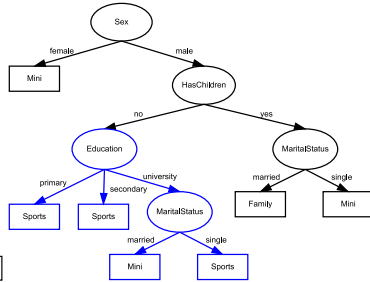 Sex
female
male
Mini
HasChildren
no
yes
Education
MaritalStatus
primary
secondary
university
married
single
Sports
Sports
MaritalStatus
Family
Mini
married
single
Mini
Sports